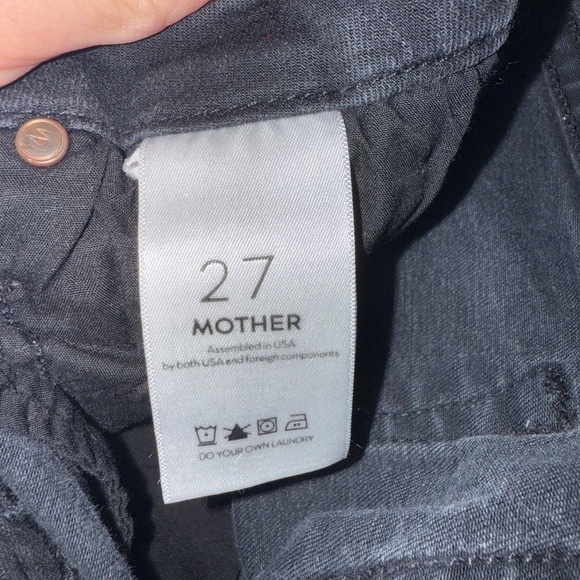 27
MOTHER
Assembled in USA
by both USA and foreign components
DO YOUR OWN LAUNDRY